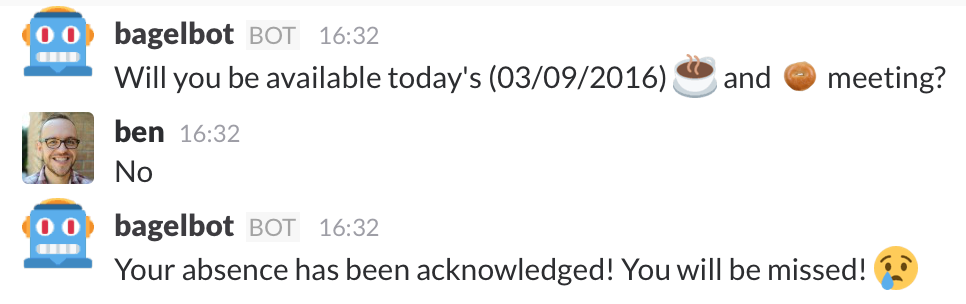 bagelbot BOT 16:32
Will you be available today's (03/09/2016) ☕ and 🥯 meeting?
ben 16:32
No
bagelbot BOT 16:32
Your absence has been acknowledged! You will be missed! 😢